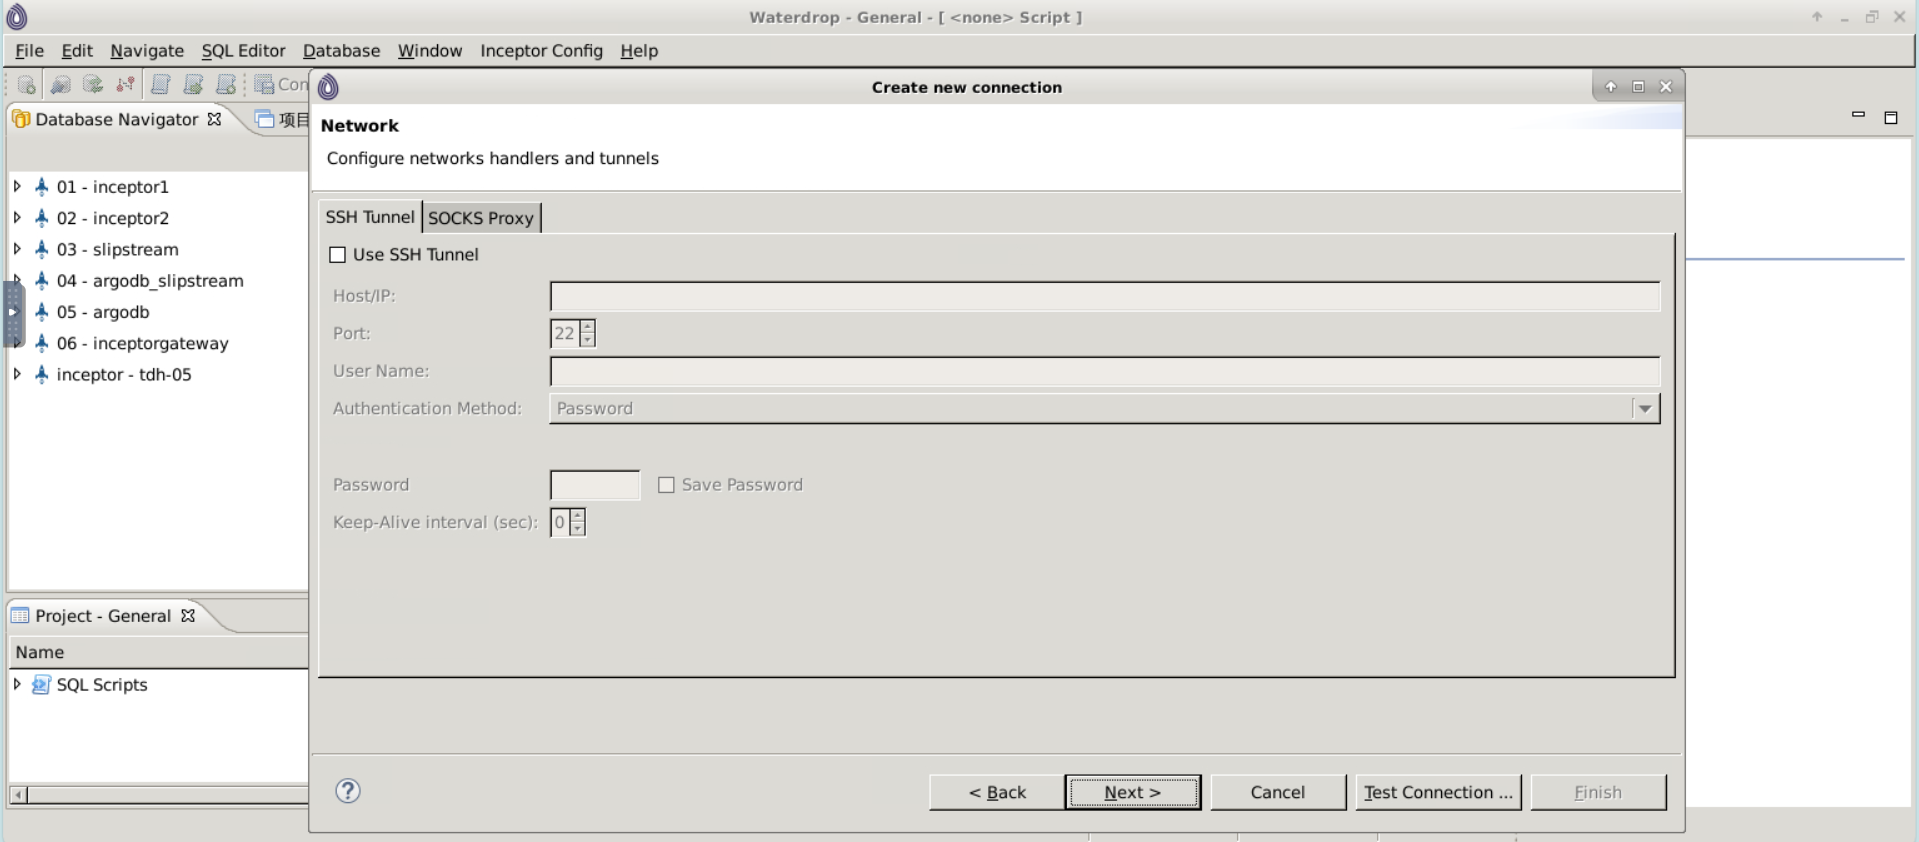 Waterdrop - General - [ <none> Script ]
File Edit Navigate SQL Editor Database Window Inceptor Config Help
Con
Create new connection
Database Navigator
项目
Network
Configure networks handlers and tunnels
01 - inceptor1
02 - inceptor2
03 - slipstream
04 - argodb_slipstream
05 - argodb
06 - inceptorgateway
inceptor - tdh-05
SSH Tunnel SOCKS Proxy
Use SSH Tunnel
Host/IP:
Port: 22
User Name:
Authentication Method: Password
Password Save Password
Keep-Alive interval (sec): 0
Project - General
Name
SQL Scripts
? < Back Next > Cancel Test Connection ... Finish